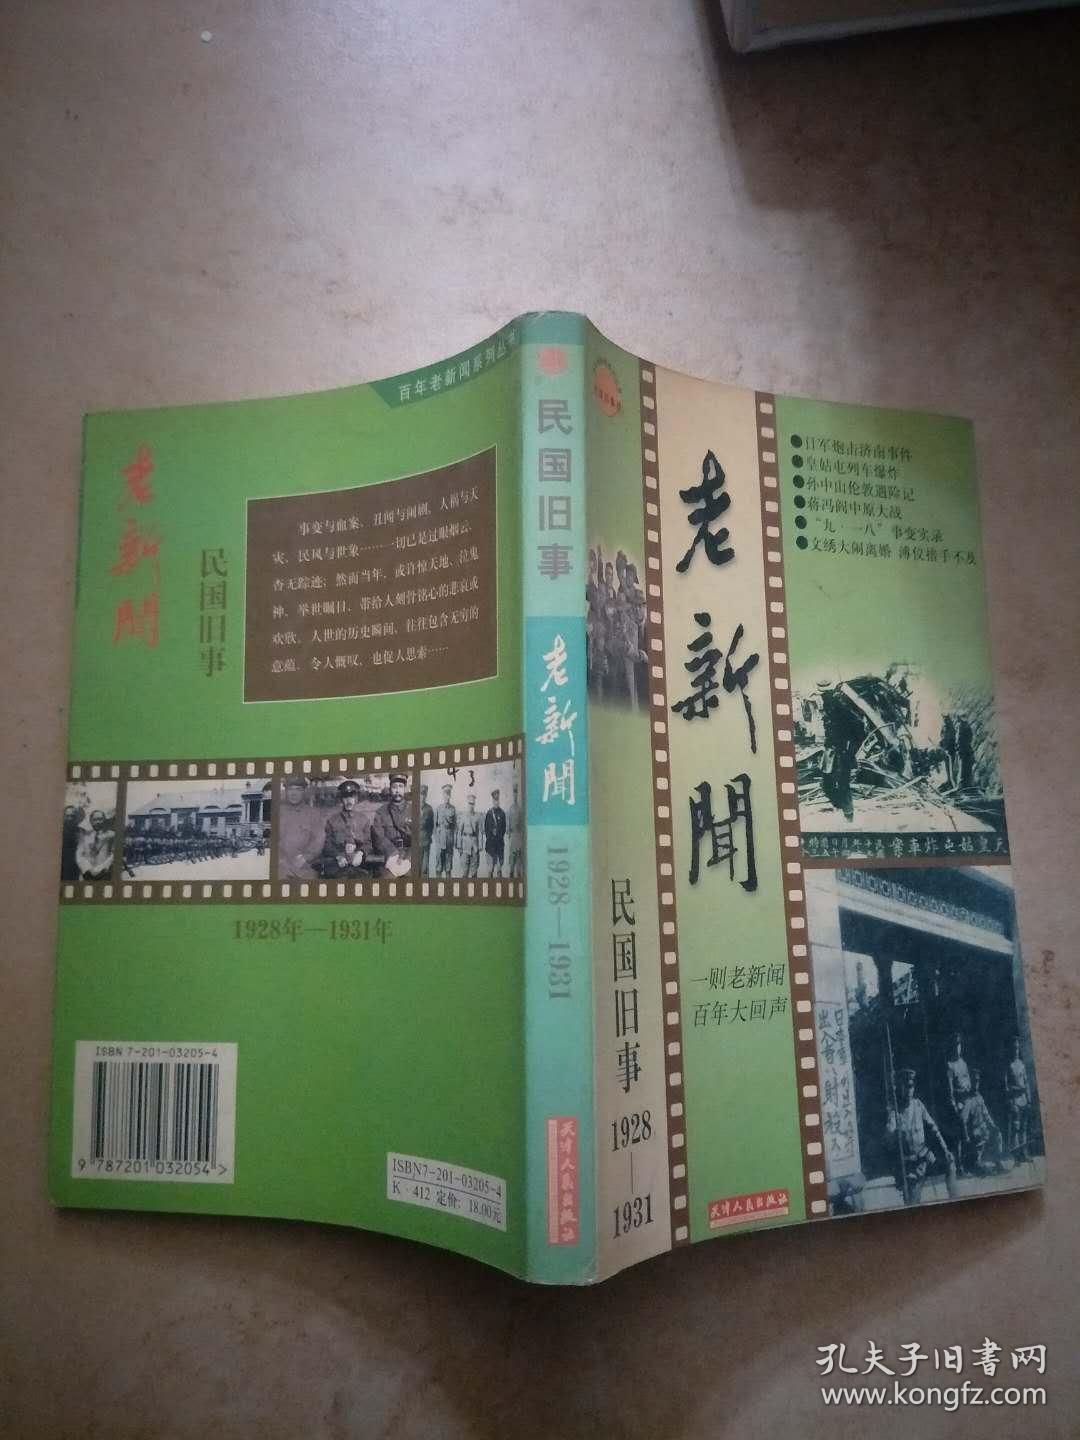 百年老新闻系列丛书
老新聞
民国旧事
事变与血案、丑闻与闹剧、人祸与天
灾、民风与世象……一切已是过眼烟云、
杳无踪迹；然而当年、或许惊天地、泣鬼
神、举世瞩目、带给人刻骨铭心的悲哀或
欢歌。人世的历史瞬间、往往包含无穷的
意蕴、令人慨叹、也促人思索……
43
1928年—1931年
ISBN 7-201-03205-4
9 787201 032054 >
ISBN7-201-03205-4
K·412 定价：18.00元
民国旧事
老新聞
1928—1931
天津人民出版社
●日军炮击济南事件
●皇姑屯列车爆炸
●孙中山伦敦遇险记
●蒋冯阎中原大战
●“九·一八”事变实录
●文绣大闹离婚 溥仪措手不及
老新聞
一则老新闻
百年大回声
民国旧事
1928—1931
天津人民出版社
孔夫子旧書网
www.kongfz.com